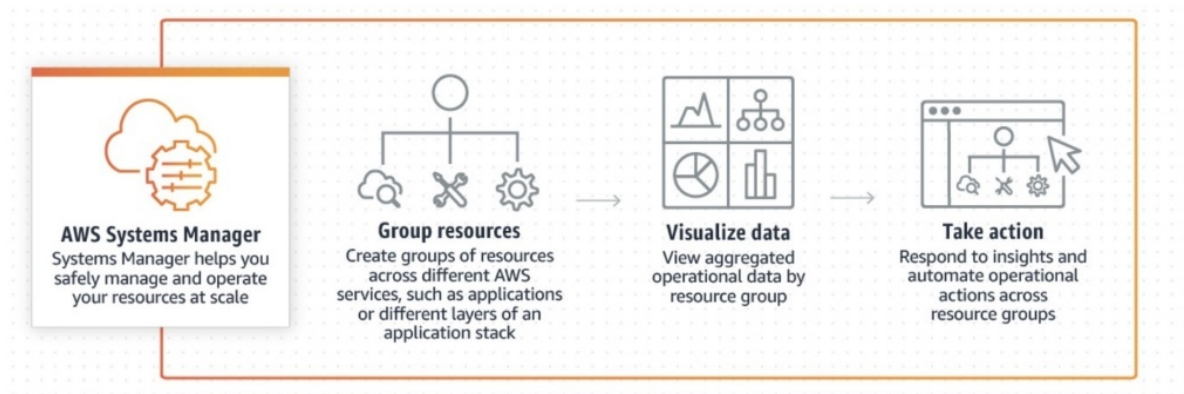 AWS Systems Manager
Systems Manager helps you
safely manage and operate
your resources at scale
Group resources
Create groups of resources
across different AWS
services, such as applications
or different layers of an
application stack
Visualize data
View aggregated
operational data by
resource group
Take action
Respond to insights and
automate operational
actions across
resource groups